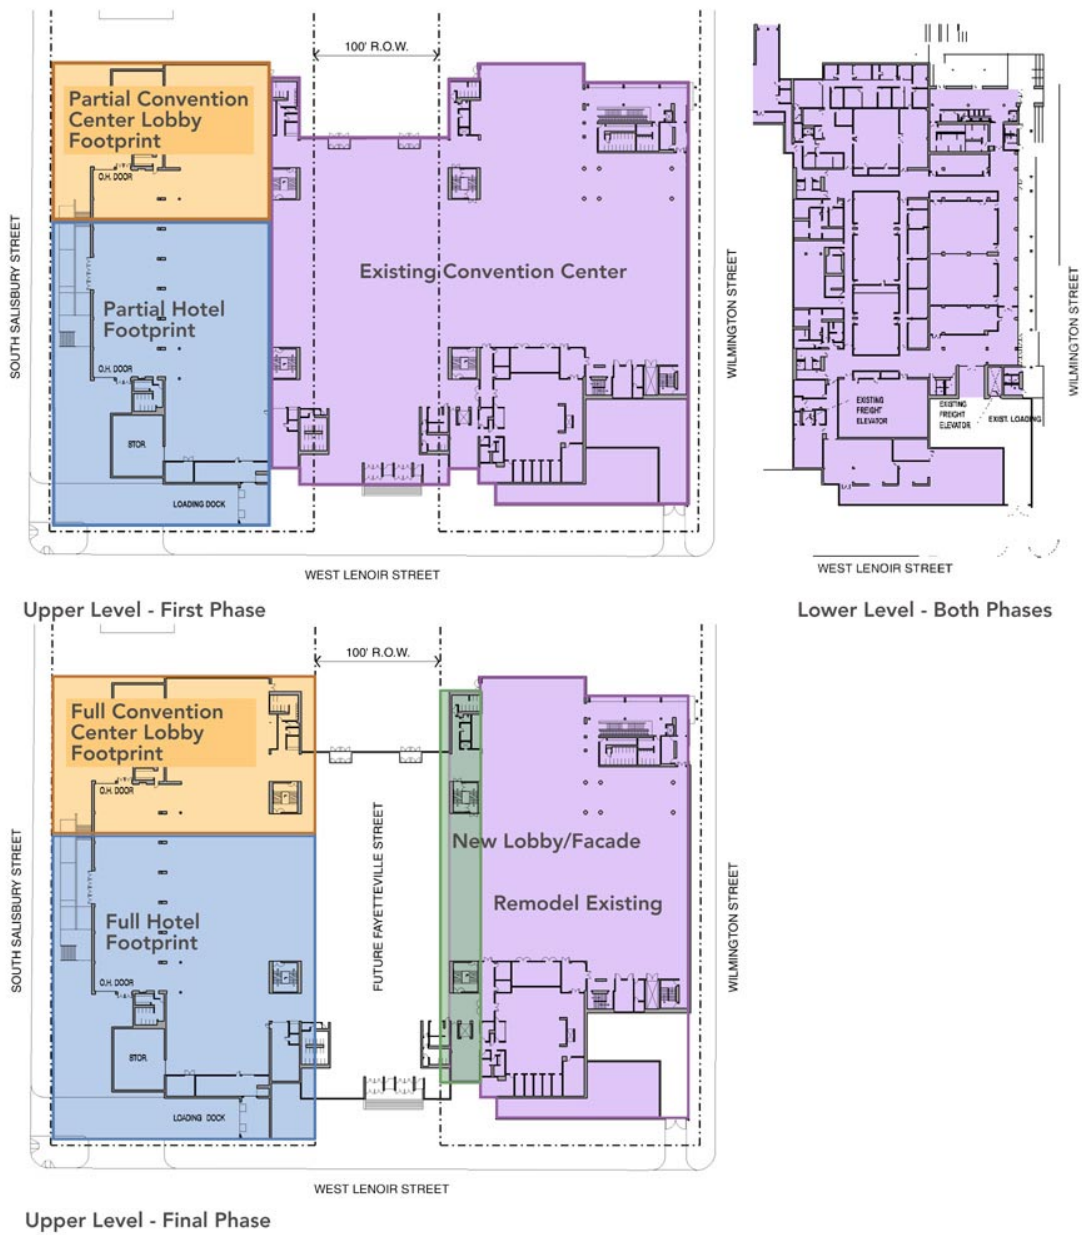 100' R.O.W.
Partial Convention
Center Lobby
Footprint
O.H. DOOR
SOUTH SALISBURY STREET
Existing Convention Center
Partial Hotel
Footprint
O.H. DOOR
STOR.
LOADING DOCK
WILMINGTON STREET
WEST LENOIR STREET
Upper Level - First Phase
EXISTING
FREIGHT
ELEVATOR
EXISTING
FREIGHT
ELEVATOR
EXIST. LOADING
WILMINGTON STREET
WEST LENOIR STREET
Lower Level - Both Phases
100' R.O.W.
Full Convention
Center Lobby
Footprint
O.H. DOOR
SOUTH SALISBURY STREET
FUTURE FAYETTEVILLE STREET
New Lobby/Facade
Remodel Existing
Full Hotel
Footprint
O.H. DOOR
STOR.
LOADING DOCK
WILMINGTON STREET
WEST LENOIR STREET
Upper Level - Final Phase